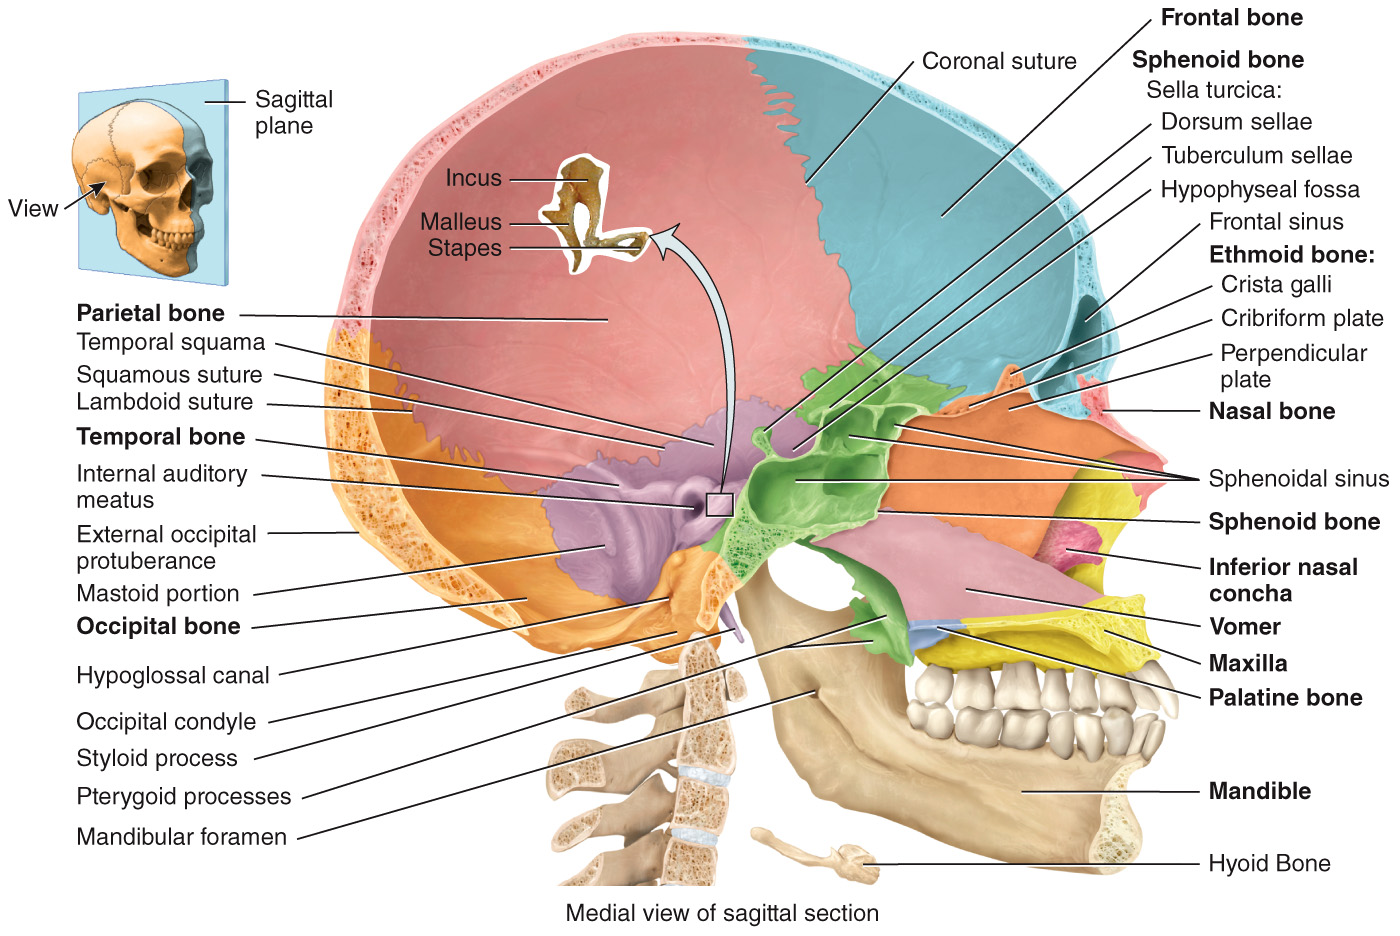 Sagittal
plane
View
Incus
Malleus
Stapes
Parietal bone
Temporal squama
Squamous suture
Lambdoid suture
Temporal bone
Internal auditory
meatus
External occipital
protuberance
Mastoid portion
Occipital bone
Hypoglossal canal
Occipital condyle
Styloid process
Pterygoid processes
Mandibular foramen
Coronal suture
Frontal bone
Sphenoid bone
Sella turcica:
Dorsum sellae
Tuberculum sellae
Hypophyseal fossa
Frontal sinus
Ethmoid bone:
Crista galli
Cribriform plate
Perpendicular
plate
Nasal bone
Sphenoidal sinus
Sphenoid bone
Inferior nasal
concha
Vomer
Maxilla
Palatine bone
Mandible
Hyoid Bone
Medial view of sagittal section